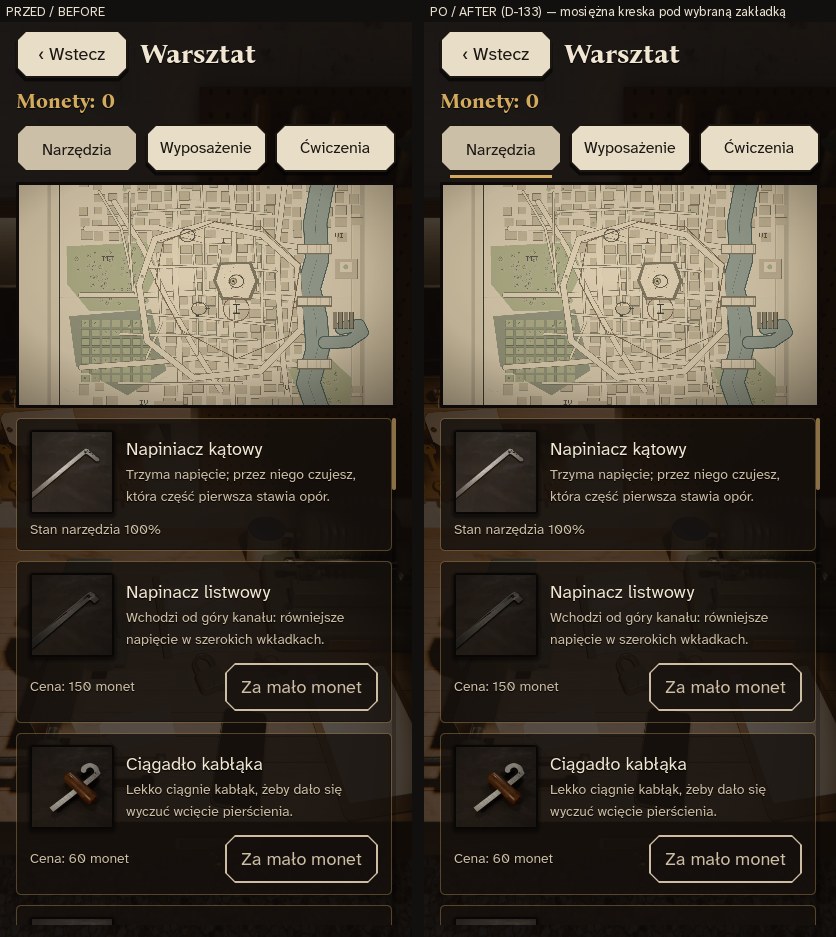 PRZED / BEFORE
‹ Wstecz
Warsztat
Monety: 0
Narzędzia
Wyposażenie
Ćwiczenia
Napiniacz kątowy
Trzyma napięcie; przez niego czujesz,
która część pierwsza stawia opór.
Stan narzędzia 100%
Napinacz listwowy
Wchodzi od góry kanału: równiejsze
napięcie w szerokich wkładkach.
Cena: 150 monet
Za mało monet
Ciągadło kabłąka
Lekko ciągnie kabłąk, żeby dało się
wyczuć wcięcie pierścienia.
Cena: 60 monet
Za mało monet
PO / AFTER (D-133) — mosiężna kreska pod wybraną zakładką
‹ Wstecz
Warsztat
Monety: 0
Narzędzia
Wyposażenie
Ćwiczenia
Napiniacz kątowy
Trzyma napięcie; przez niego czujesz,
która część pierwsza stawia opór.
Stan narzędzia 100%
Napinacz listwowy
Wchodzi od góry kanału: równiejsze
napięcie w szerokich wkładkach.
Cena: 150 monet
Za mało monet
Ciągadło kabłąka
Lekko ciągnie kabłąk, żeby dało się
wyczuć wcięcie pierścienia.
Cena: 60 monet
Za mało monet